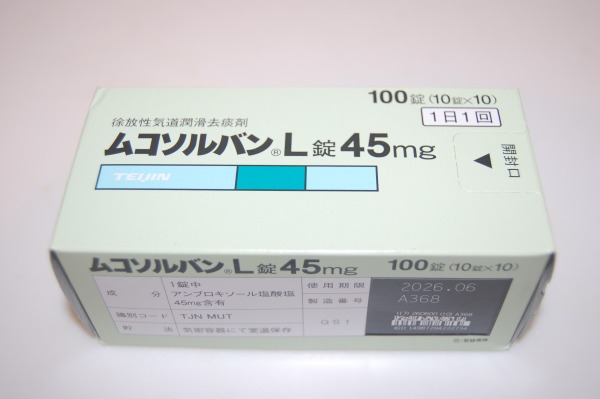 100錠(10錠×10)
1日1回
徐放性気道潤滑去痰剤
ムコソルバン®L錠45mg
開封口
TEIJIN
ムコソルバン®L錠45mg 100錠(10錠×10)
成分 1錠中
アンブロキソール塩酸塩
45mg含有
使用期限 2026.06
製造番号 A368
識別コード TJN MUT
GS1
貯法 気密容器にて室温保存